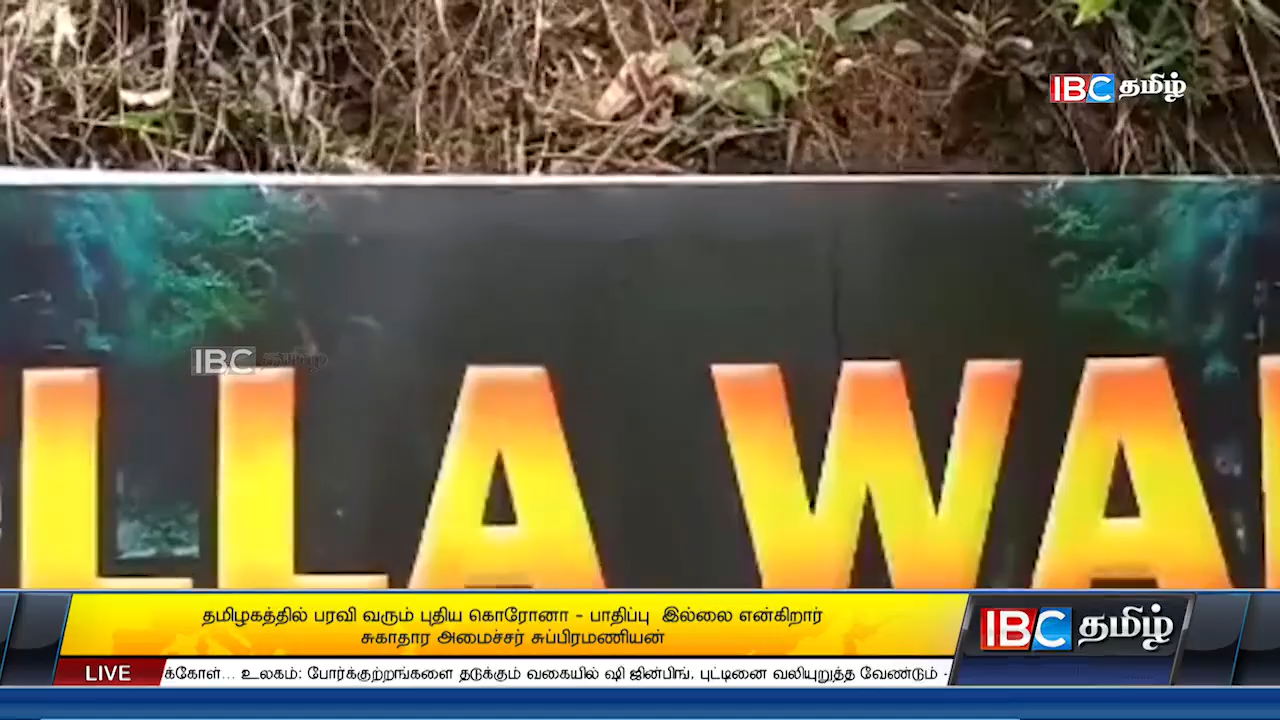 IBC தமிழ்
IBC தமிழ்
LLA WA
தமிழகத்தில் பரவி வரும் புதிய கொரோனா - பாதிப்பு இல்லை என்கிறார்
சுகாதார அமைச்சர் சுப்பிரமணியன்
IBC தமிழ்
LIVE க்கோள்... உலகம்: போர்க்குற்றங்களை தடுக்கும் வகையில் ஷி ஜின்பிங், புட்டினை வலியுறுத்த வேண்டும் -